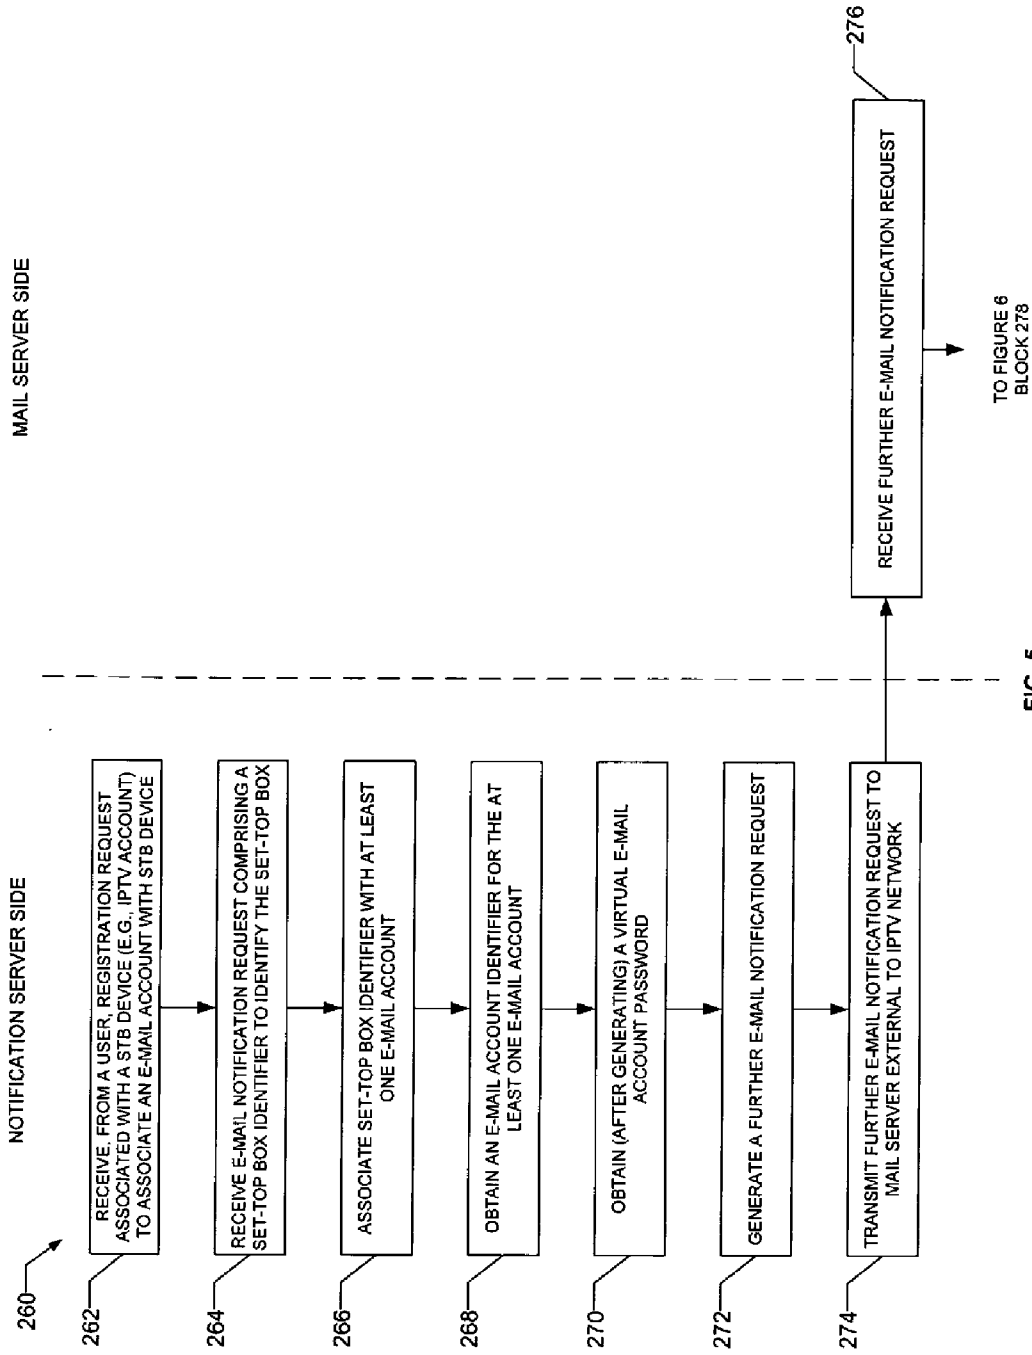 NOTIFICATION SERVER SIDE
MAIL SERVER SIDE
260
262
RECEIVE, FROM A USER, REGISTRATION REQUEST
ASSOCIATED WITH A STB DEVICE (E.G., IPTV ACCOUNT)
TO ASSOCIATE AN E-MAIL ACCOUNT WITH STB DEVICE
264
RECEIVE E-MAIL NOTIFICATION REQUEST COMPRISING A
SET-TOP BOX IDENTIFIER TO IDENTIFY THE SET-TOP BOX
266
ASSOCIATE SET-TOP BOX IDENTIFIER WITH AT LEAST
ONE E-MAIL ACCOUNT
268
OBTAIN AN E-MAIL ACCOUNT IDENTIFIER FOR THE AT
LEAST ONE E-MAIL ACCOUNT
270
OBTAIN (AFTER GENERATING) A VIRTUAL E-MAIL
ACCOUNT PASSWORD
272
GENERATE A FURTHER E-MAIL NOTIFICATION REQUEST
274
TRANSMIT FURTHER E-MAIL NOTIFICATION REQUEST TO
MAIL SERVER EXTERNAL TO IPTV NETWORK
276
RECEIVE FURTHER E-MAIL NOTIFICATION REQUEST
TO FIGURE 6
BLOCK 278
FIG. 5